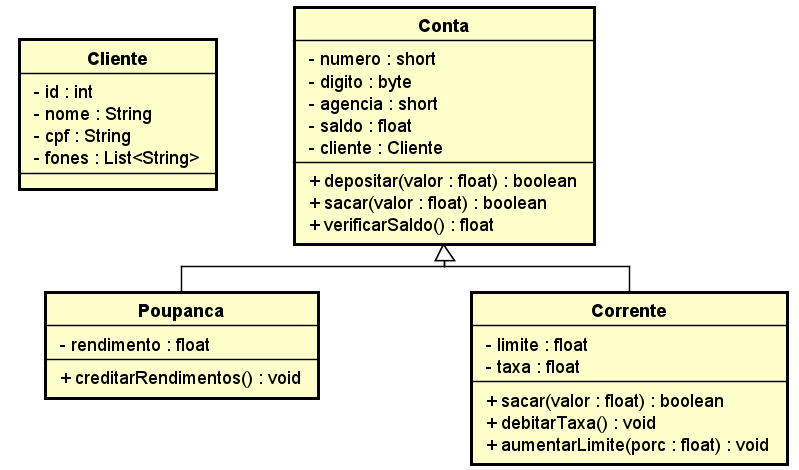 Cliente
- id : int
- nome : String
- cpf : String
- fones : List<String>
Conta
- numero : short
- digito : byte
- agencia : short
- saldo : float
- cliente : Cliente
+ depositar(valor : float) : boolean
+ sacar(valor : float) : boolean
+ verificarSaldo() : float
Poupanca
- rendimento : float
+ creditarRendimentos() : void
Corrente
- limite : float
- taxa : float
+ sacar(valor : float) : boolean
+ debitarTaxa() : void
+ aumentarLimite(porc : float) : void